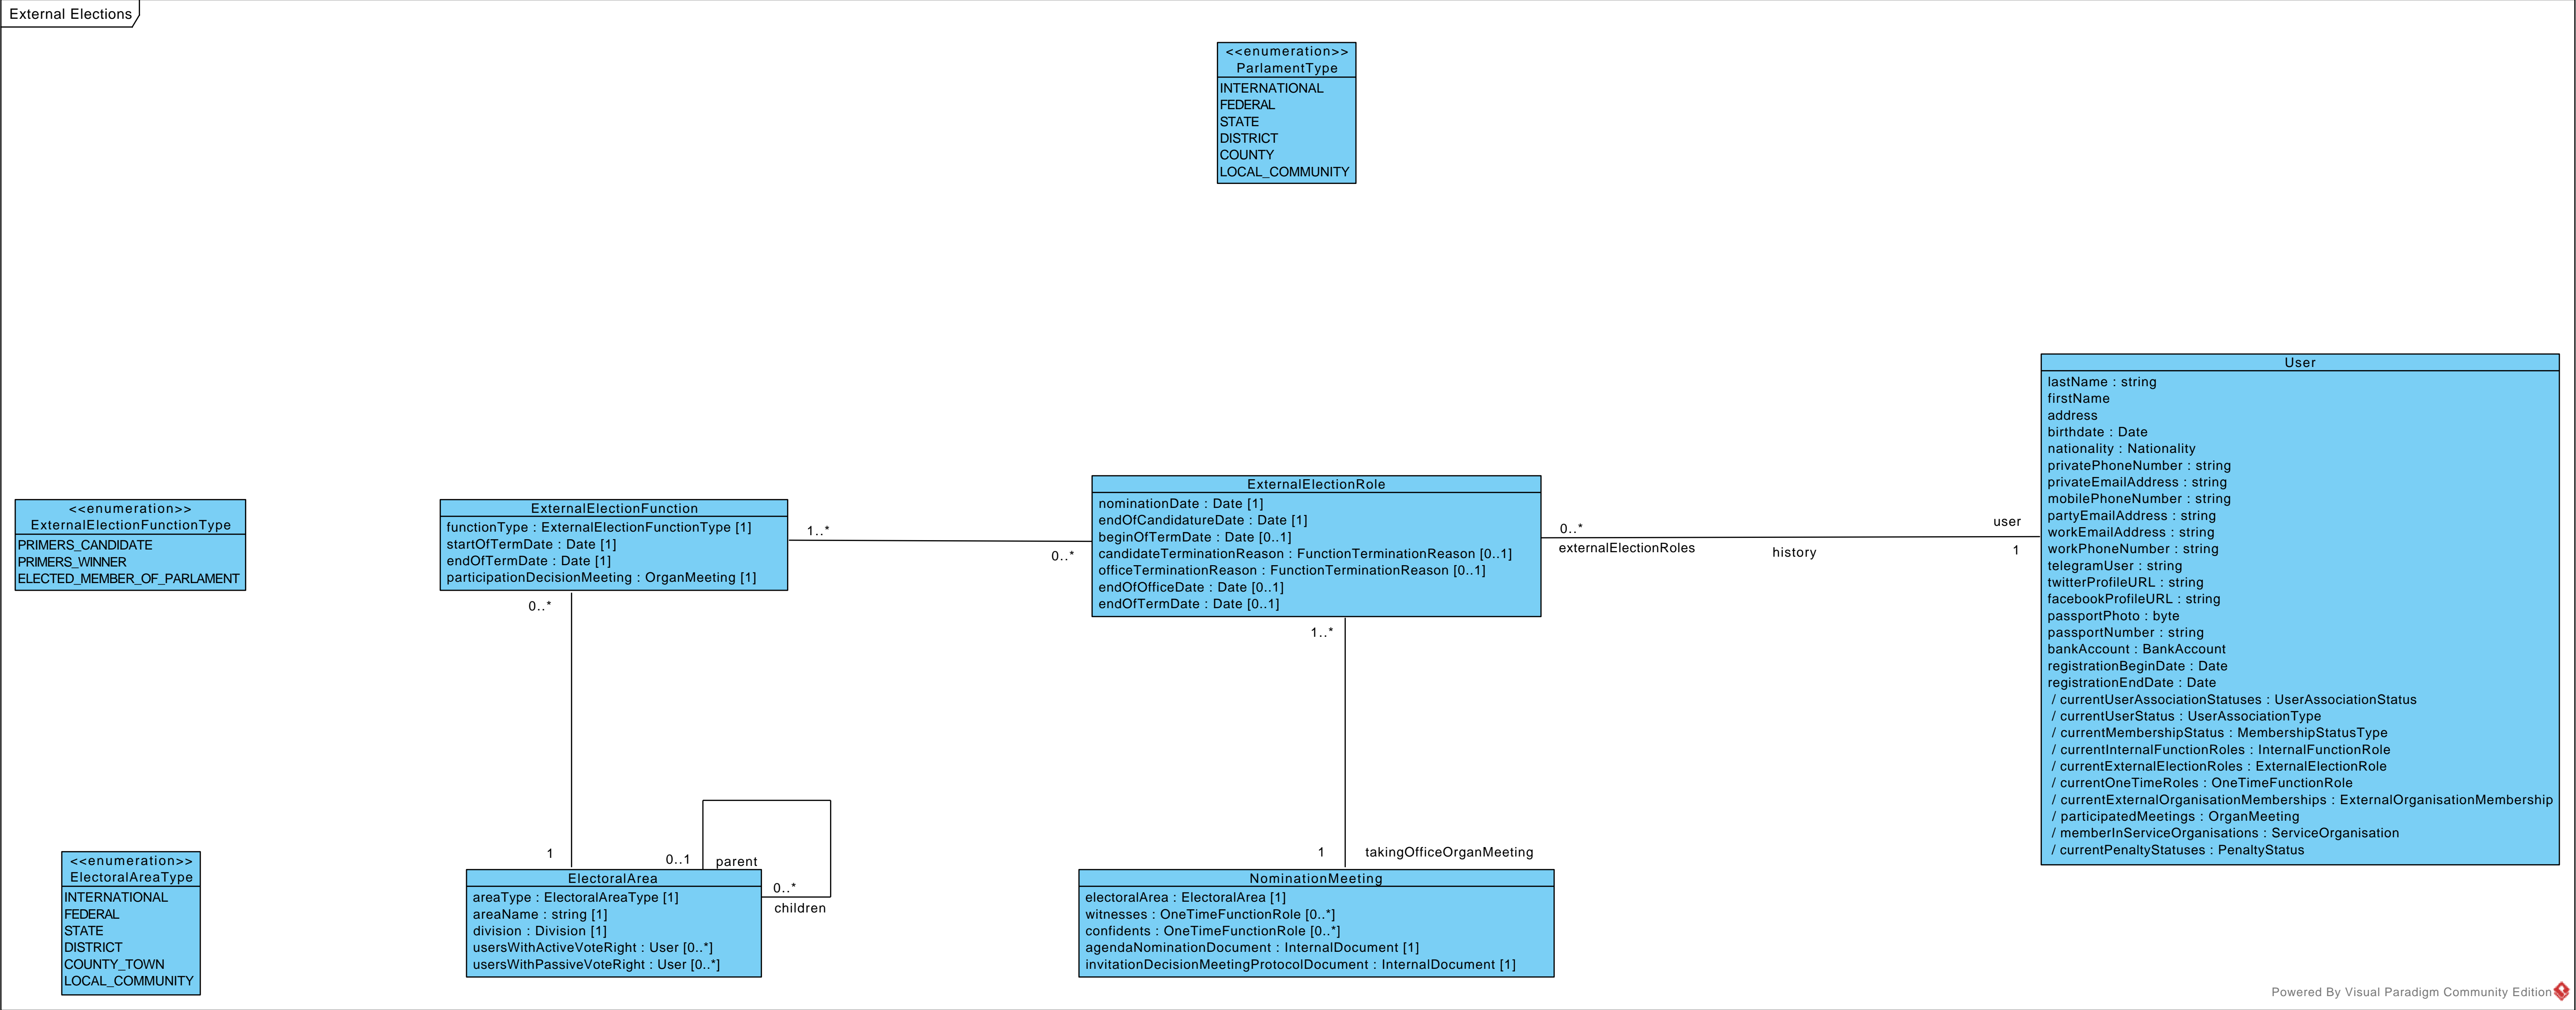 External Elections
<<enumeration>>
ParlamentType
INTERNATIONAL
FEDERAL
STATE
DISTRICT
COUNTY
LOCAL_COMMUNITY
<<enumeration>>
ExternalElectionFunctionType
PRIMERS_CANDIDATE
PRIMERS_WINNER
ELECTED_MEMBER_OF_PARLAMENT
ExternalElectionFunction
functionType : ExternalElectionFunctionType [1]
startOfTermDate : Date [1]
endOfTermDate : Date [1]
participationDecisionMeeting : OrganMeeting [1]
1..*
0..*
ExternalElectionRole
nominationDate : Date [1]
endOfCandidatureDate : Date [1]
beginOfTermDate : Date [0..1]
candidateTerminationReason : FunctionTerminationReason [0..1]
officeTerminationReason : FunctionTerminationReason [0..1]
endOfOfficeDate : Date [0..1]
endOfTermDate : Date [0..1]
0..*
externalElectionRoles
history
user
1
User
lastName : string
firstName
address
birthdate : Date
nationality : Nationality
privatePhoneNumber : string
privateEmailAddress : string
mobilePhoneNumber : string
partyEmailAddress : string
workEmailAddress : string
workPhoneNumber : string
telegramUser : string
twitterProfileURL : string
facebookProfileURL : string
passportPhoto : byte
passportNumber : string
bankAccount : BankAccount
registrationBeginDate : Date
registrationEndDate : Date
/ currentUserAssociationStatuses : UserAssociationStatus
/ currentUserStatus : UserAssociationType
/ currentMembershipStatus : MembershipStatusType
/ currentInternalFunctionRoles : InternalFunctionRole
/ currentExternalElectionRoles : ExternalElectionRole
/ currentOneTimeRoles : OneTimeFunctionRole
/ currentExternalOrganisationMemberships : ExternalOrganisationMembership
/ participatedMeetings : OrganMeeting
/ memberInServiceOrganisations : ServiceOrganisation
/ currentPenaltyStatuses : PenaltyStatus
0..*
1
1..*
1
takingOfficeOrganMeeting
<<enumeration>>
ElectoralAreaType
INTERNATIONAL
FEDERAL
STATE
DISTRICT
COUNTY_TOWN
LOCAL_COMMUNITY
0..1
parent
0..*
children
ElectoralArea
areaType : ElectoralAreaType [1]
areaName : string [1]
division : Division [1]
usersWithActiveVoteRight : User [0..*]
usersWithPassiveVoteRight : User [0..*]
NominationMeeting
electoralArea : ElectoralArea [1]
witnesses : OneTimeFunctionRole [0..*]
confidents : OneTimeFunctionRole [0..*]
agendaNominationDocument : InternalDocument [1]
invitationDecisionMeetingProtocolDocument : InternalDocument [1]
Powered By Visual Paradigm Community Edition